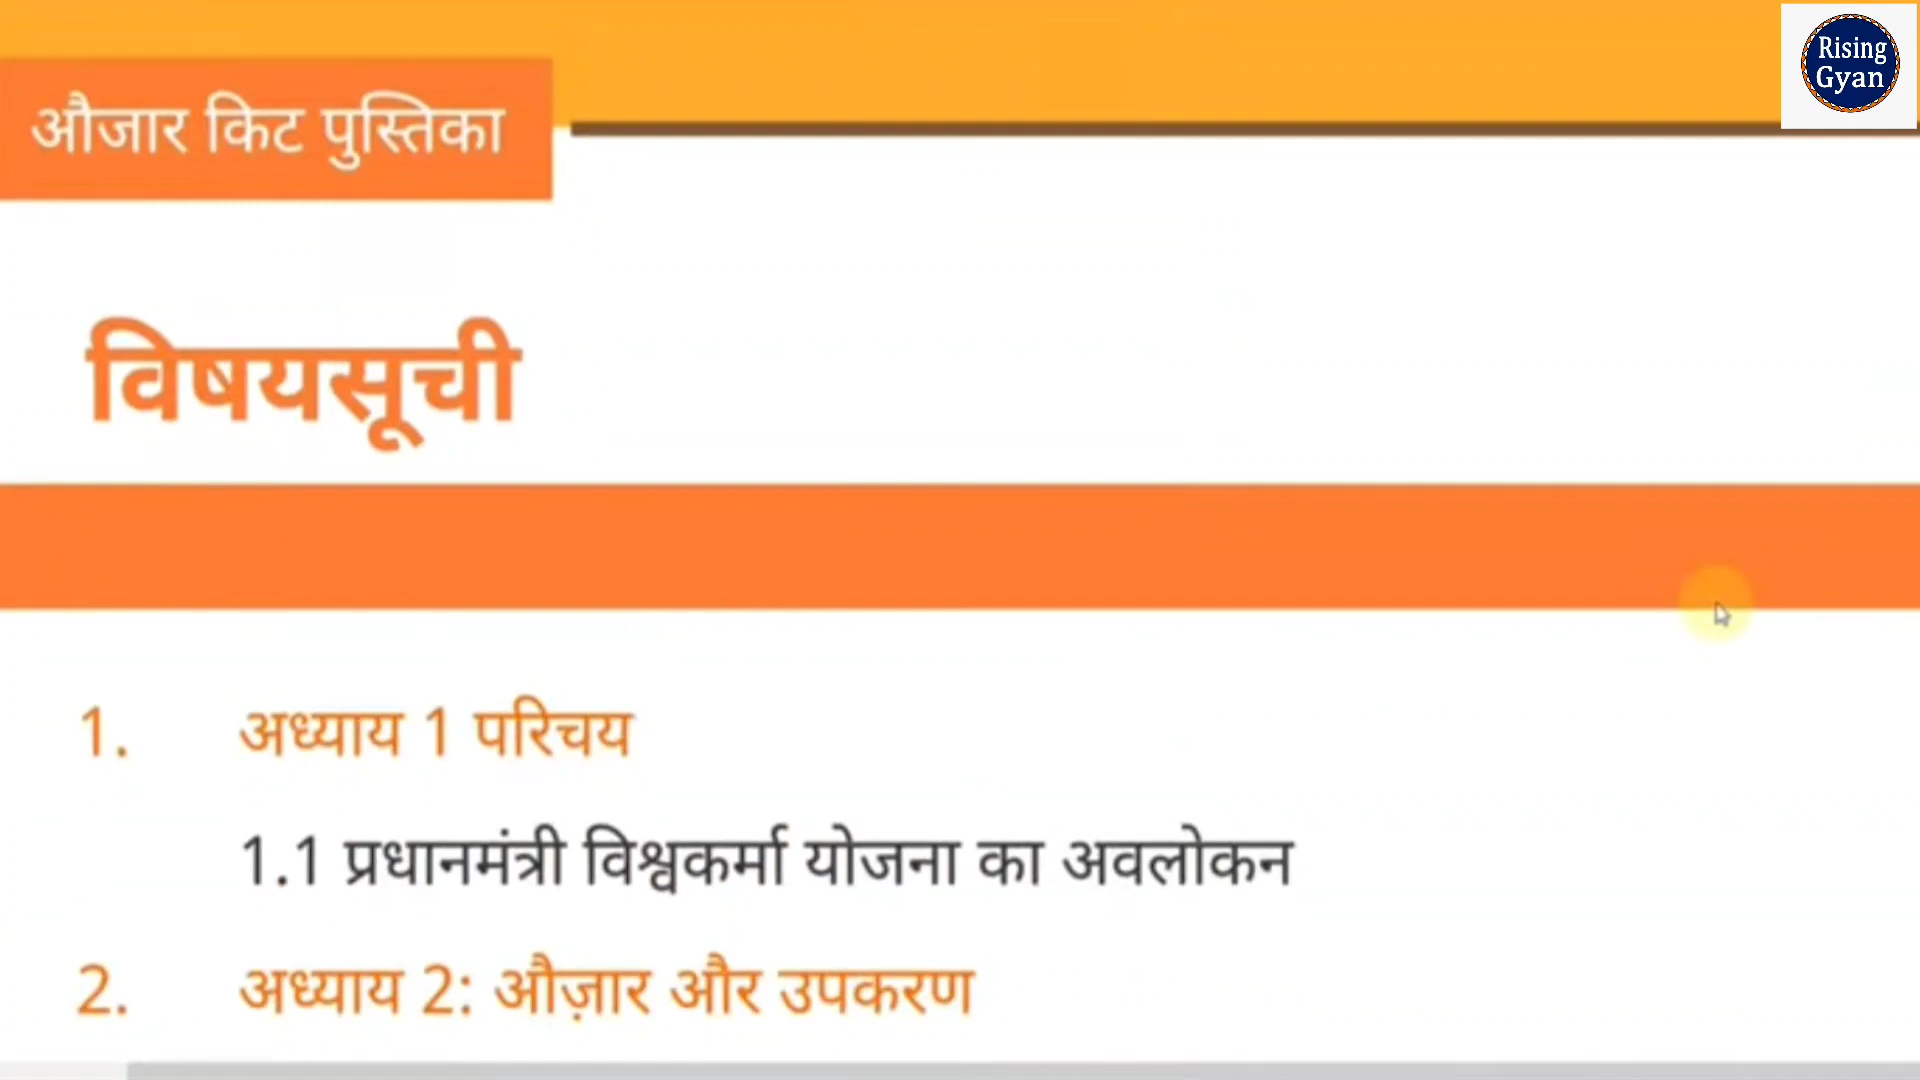 Rising
Gyan
औजार किट पुस्तिका
विषयसूची
1. अध्याय 1 परिचय
1.1 प्रधानमंत्री विश्वकर्मा योजना का अवलोकन
2. अध्याय 2: औज़ार और उपकरण